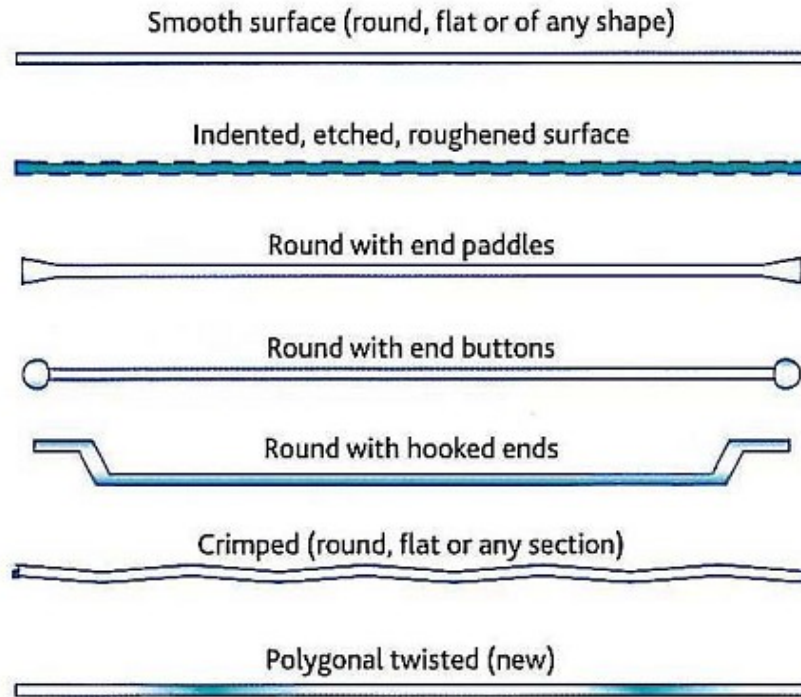 Smooth surface (round, flat or of any shape)
Indented, etched, roughened surface
Round with end paddles
Round with end buttons
Round with hooked ends
Crimped (round, flat or any section)
Polygonal twisted (new)